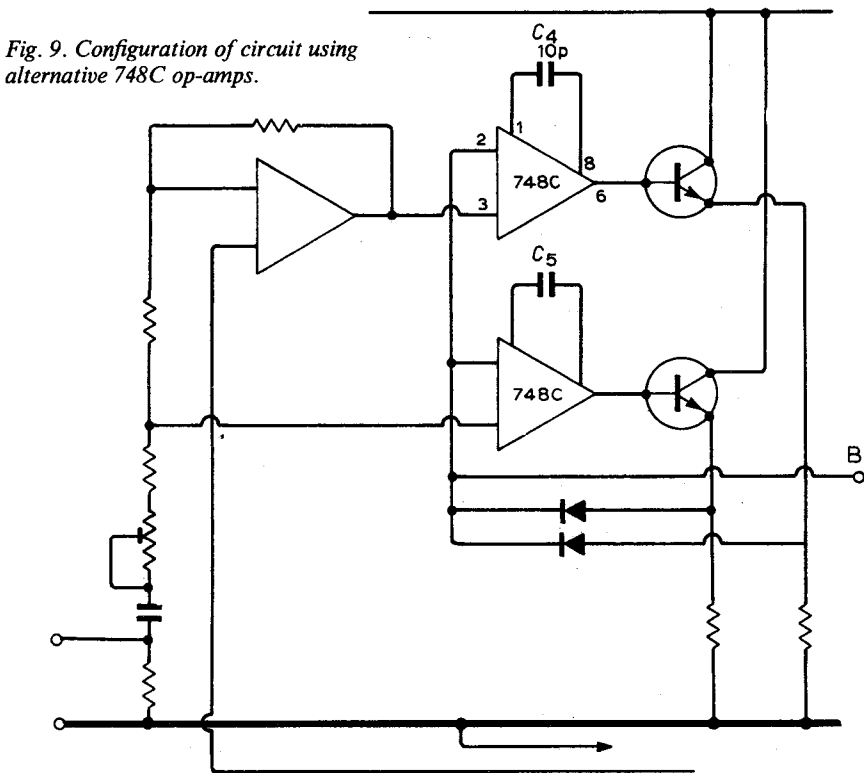 Fig. 9. Configuration of circuit using
alternative 748C op-amps.
C4
10p
1
2
8
748C
3
6
C5
748C
B